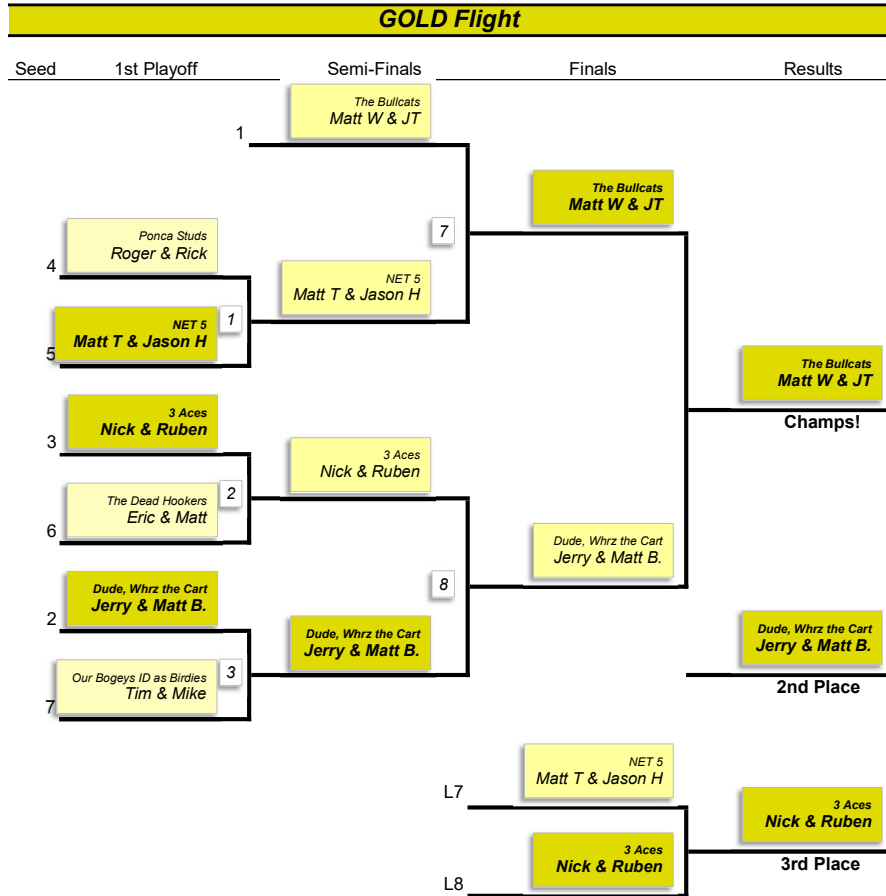 GOLD Flight
Seed 1st Playoff Semi-Finals Finals Results
The Bullcats
Matt W & JT
1
The Bullcats
Matt W & JT
7
Ponca Studs
Roger & Rick
4
NET 5
Matt T & Jason H
1
NET 5
Matt T & Jason H
5
The Bullcats
Matt W & JT
Champs!
3 Aces
Nick & Ruben
3
3 Aces
Nick & Ruben
2
The Dead Hookers
Eric & Matt
6
Dude, Whrz the Cart
Jerry & Matt B.
8
Dude, Whrz the Cart
Jerry & Matt B.
2
Dude, Whrz the Cart
Jerry & Matt B.
3
Our Bogeys ID as Birdies
Tim & Mike
7
Dude, Whrz the Cart
Jerry & Matt B.
2nd Place
NET 5
Matt T & Jason H
L7
3 Aces
Nick & Ruben
3rd Place
3 Aces
Nick & Ruben
L8